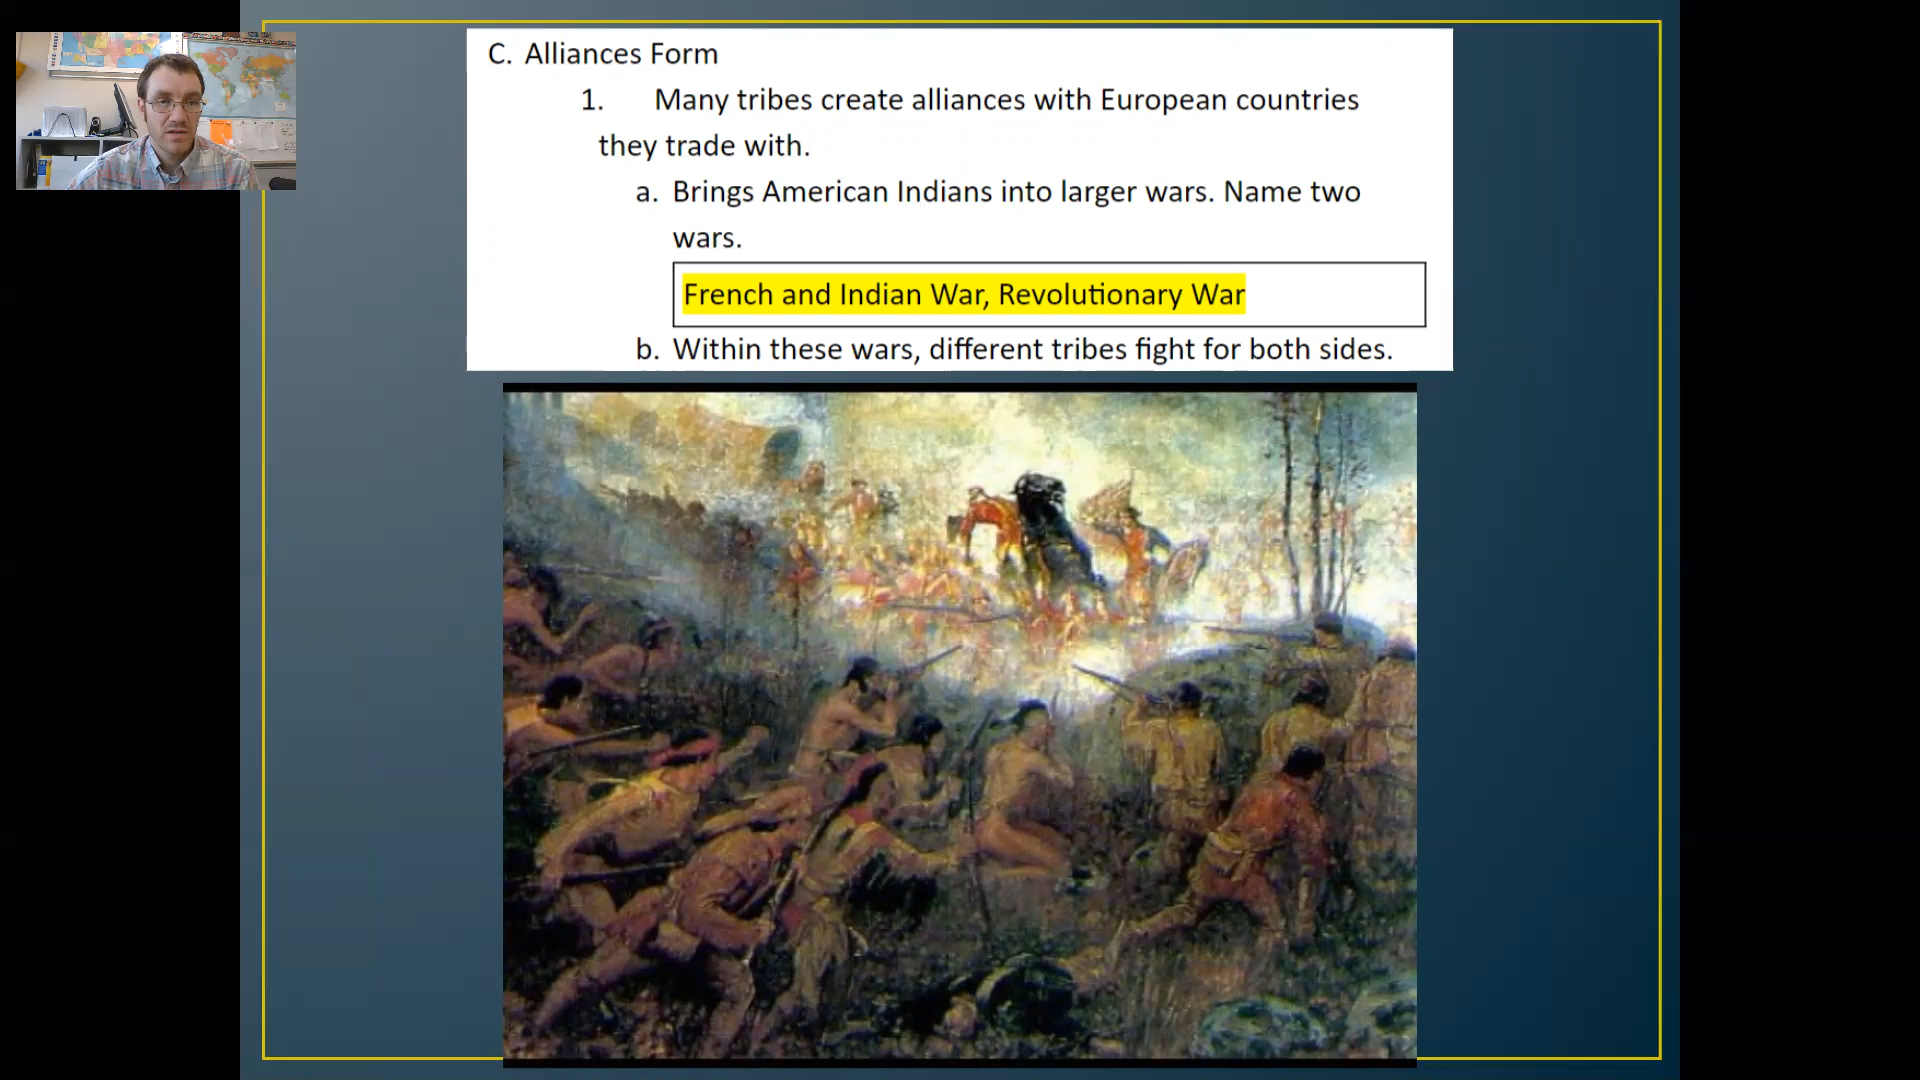 C. Alliances Form
1. Many tribes create alliances with European countries
they trade with.
a. Brings American Indians into larger wars. Name two
wars.
French and Indian War, Revolutionary War
b. Within these wars, different tribes fight for both sides.